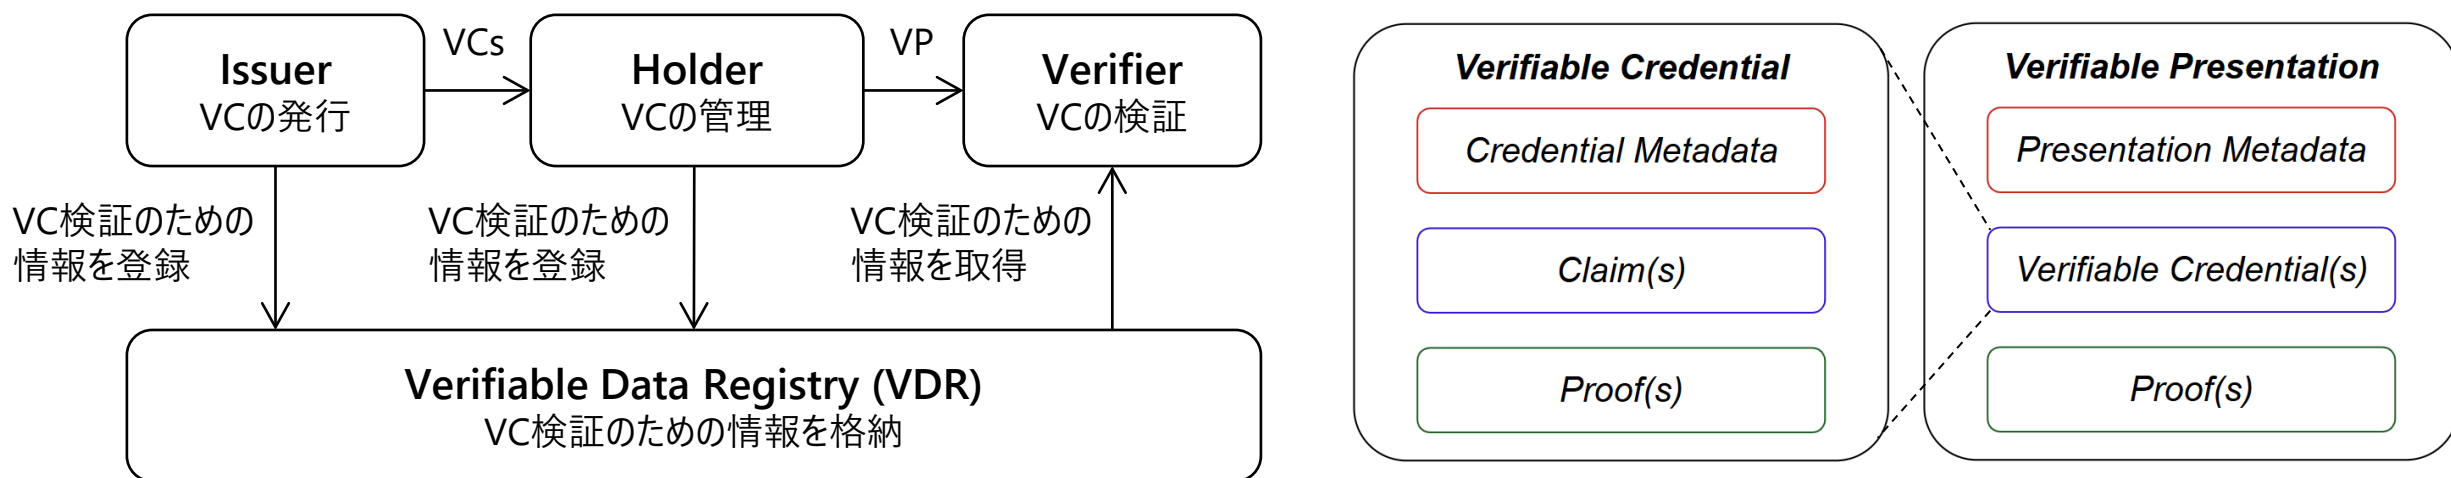 Issuer
VCの発行
VCs
Holder
VCの管理
VP
Verifier
VCの検証
VC検証のための
情報を登録
VC検証のための
情報を登録
VC検証のための
情報を取得
Verifiable Data Registry (VDR)
VC検証のための情報を格納
Verifiable Credential
Credential Metadata
Claim(s)
Proof(s)
Verifiable Presentation
Presentation Metadata
Verifiable Credential(s)
Proof(s)